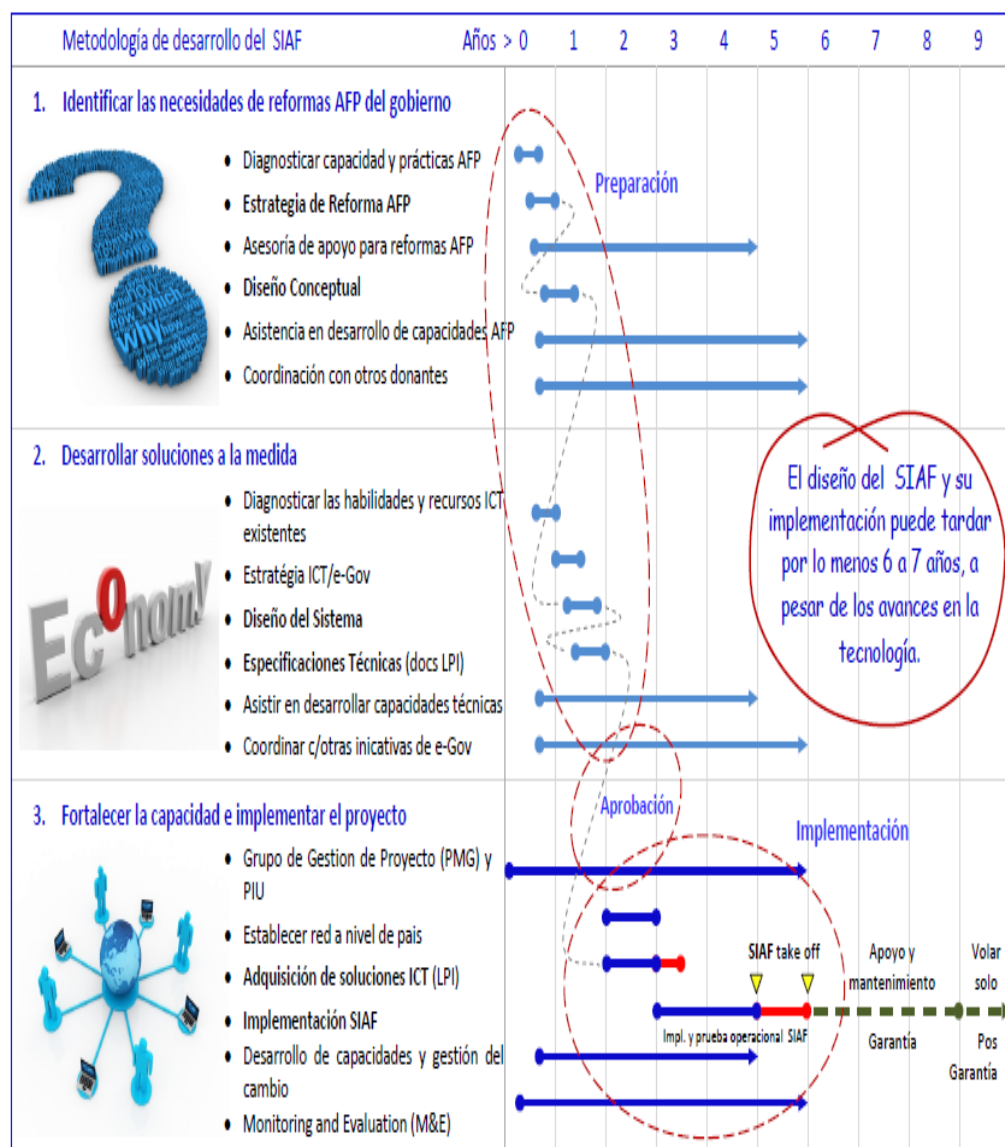 Metodología de desarrollo del SIAF Años > 0 1 2 3 4 5 6 7 8 9
1. Identificar las necesidades de reformas AFP del gobierno
• Diagnosticar capacidad y prácticas AFP
Preparación
• Estrategia de Reforma AFP
• Asesoría de apoyo para reformas AFP
• Diseño Conceptual
• Asistencia en desarrollo de capacidades AFP
• Coordinación con otros donantes
how which
why
2. Desarrollar soluciones a la medida
• Diagnosticar las habilidades y recursos ICT
existentes
• Estratégia ICT/e-Gov
• Diseño del Sistema
• Especificaciones Técnicas (docs LPI)
• Asistir en desarrollar capacidades técnicas
• Coordinar c/otras inicativas de e-Gov
Economy
El diseño del SIAF y su
implementación puede tardar
por lo menos 6 a 7 años, a
pesar de los avances en la
tecnología.
3. Fortalecer la capacidad e implementar el proyecto
Aprobación
Implementación
• Grupo de Gestion de Proyecto (PMG) y
PIU
• Establecer red a nivel de pais
• Adquisición de soluciones ICT (LPI)
• Implementación SIAF
• Desarrollo de capacidades y gestión del
cambio
• Monitoring and Evaluation (M&E)
SIAF take off
Apoyo y
mantenimiento
Volar
solo
Impl. y prueba operacional SIAF
Garantía
Pos
Garantía